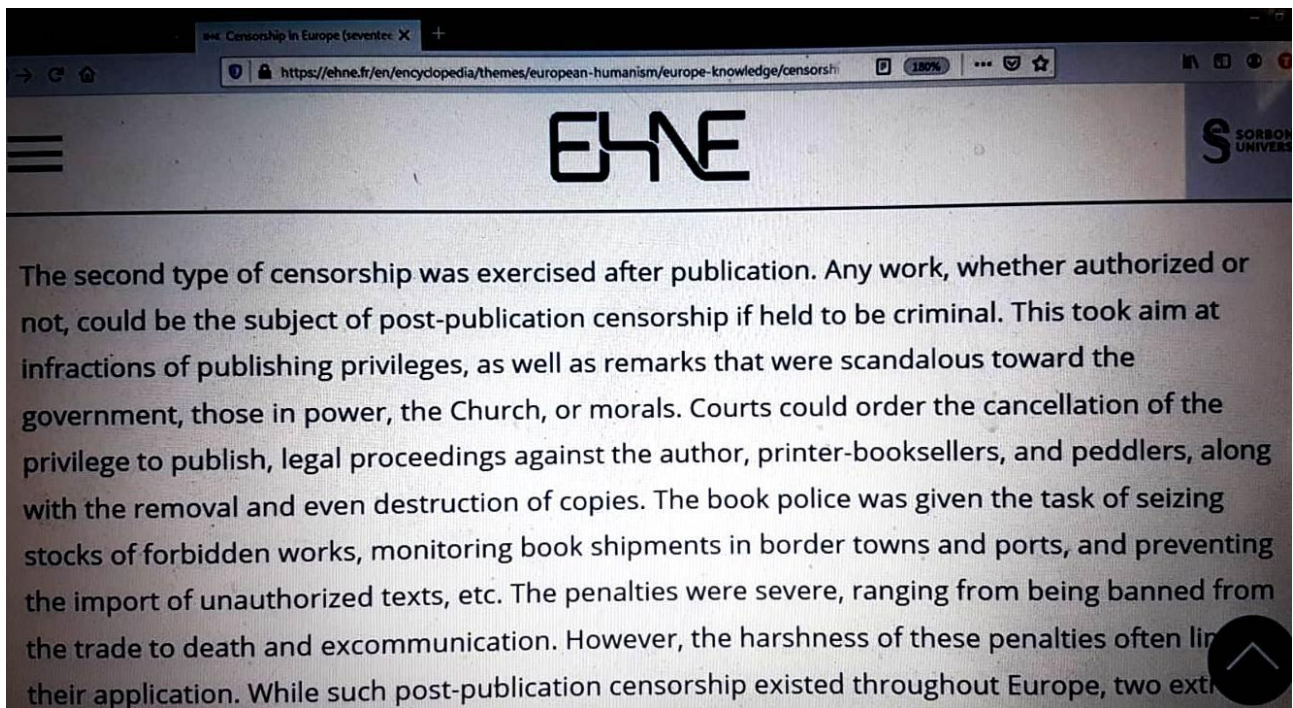 Censorship in Europe (seventee
https://ehne.fr/en/encyclopedia/themes/european-humanism/europe-knowledge/censorsh
180%
EHNE
SORBON
UNIVERS
The second type of censorship was exercised after publication. Any work, whether authorized or
not, could be the subject of post-publication censorship if held to be criminal. This took aim at
infractions of publishing privileges, as well as remarks that were scandalous toward the
government, those in power, the Church, or morals. Courts could order the cancellation of the
privilege to publish, legal proceedings against the author, printer-booksellers, and peddlers, along
with the removal and even destruction of copies. The book police was given the task of seizing
stocks of forbidden works, monitoring book shipments in border towns and ports, and preventing
the import of unauthorized texts, etc. The penalties were severe, ranging from being banned from
the trade to death and excommunication. However, the harshness of these penalties often
their application. While such post-publication censorship existed throughout Europe, two